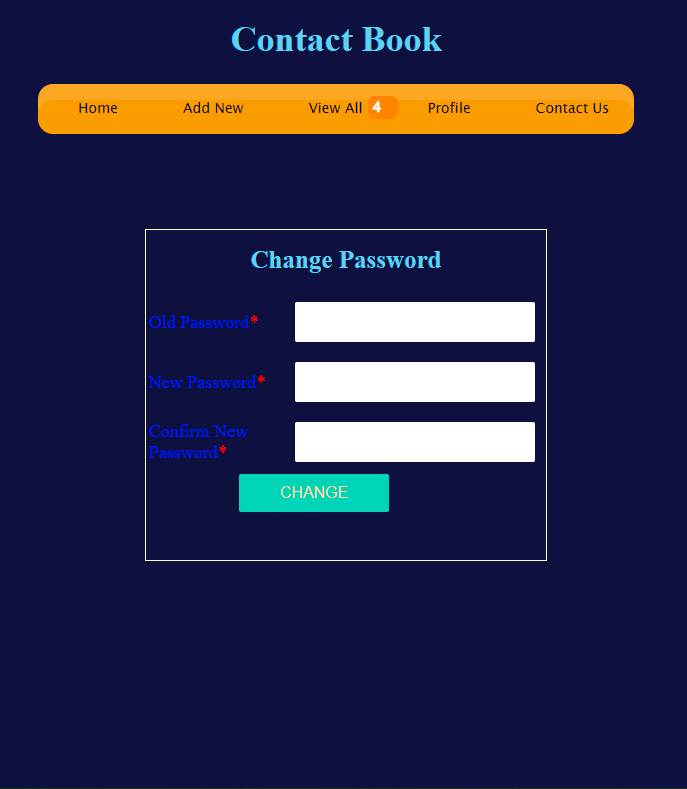 Contact Book
Home Add New View All 4 Profile Contact Us
Change Password
Old Password*
New Password*
Confirm New
Password*
CHANGE